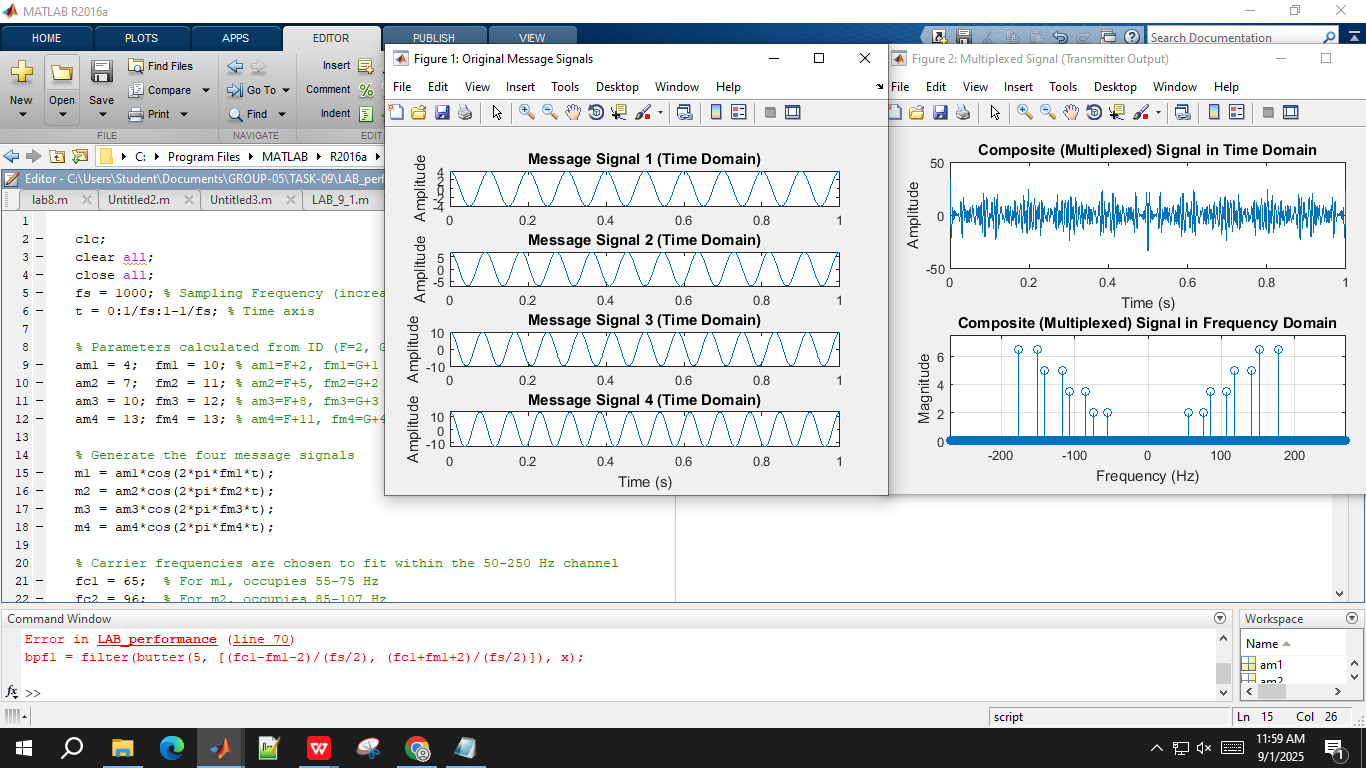 MATLAB R2016a
HOME PLOTS APPS EDITOR PUBLISH VIEW
Search Documentation
New Open Save
Find Files
Compare
Print
Go To
Find
Insert
Comment
Indent
FILE NAVIGATE EDIT
C: Program Files MATLAB R2016a
Editor - C:\Users\Student\Documents\GROUP-05\TASK-09\LAB_perf
lab8.m Untitled2.m Untitled3.m LAB_9_1.m
1
2 clc;
3 clear all;
4 close all;
5 fs = 1000; % Sampling Frequency (increa
6 t = 0:1/fs:1-1/fs; % Time axis
7
8 % Parameters calculated from ID (F=2, G
9 am1 = 4; fm1 = 10; % am1=F+2, fm1=G+1
10 am2 = 7; fm2 = 11; % am2=F+5, fm2=G+2
11 am3 = 10; fm3 = 12; % am3=F+8, fm3=G+3
12 am4 = 13; fm4 = 13; % am4=F+11, fm4=G+4
13
14 % Generate the four message signals
15 m1 = am1*cos(2*pi*fm1*t);
16 m2 = am2*cos(2*pi*fm2*t);
17 m3 = am3*cos(2*pi*fm3*t);
18 m4 = am4*cos(2*pi*fm4*t);
19
20 % Carrier frequencies are chosen to fit within the 50-250 Hz channel
21 fc1 = 65; % For m1, occupies 55-75 Hz
22 fc2 = 96; % For m2, occupies 85-107 Hz
Figure 1: Original Message Signals
File Edit View Insert Tools Desktop Window Help
Message Signal 1 (Time Domain)
Amplitude
4
2
0
-2
-4
0 0.2 0.4 0.6 0.8 1
Message Signal 2 (Time Domain)
Amplitude
5
0
-5
0 0.2 0.4 0.6 0.8 1
Message Signal 3 (Time Domain)
Amplitude
10
0
-10
0 0.2 0.4 0.6 0.8 1
Message Signal 4 (Time Domain)
Amplitude
10
0
-10
0 0.2 0.4 0.6 0.8 1
Time (s)
Figure 2: Multiplexed Signal (Transmitter Output)
File Edit View Insert Tools Desktop Window Help
Composite (Multiplexed) Signal in Time Domain
Amplitude
50
0
-50
0 0.2 0.4 0.6 0.8 1
Time (s)
Composite (Multiplexed) Signal in Frequency Domain
Magnitude
6
4
2
0
-200 -100 0 100 200
Frequency (Hz)
Command Window
Error in LAB_performance (line 70)
bpf1 = filter(butter(5, [(fc1-fm1-2)/(fs/2), (fc1+fm1+2)/(fs/2)]), x);
fx >>
Workspace
Name
am1
am2
script
Ln 15 Col 26
11:59 AM
9/1/2025
1